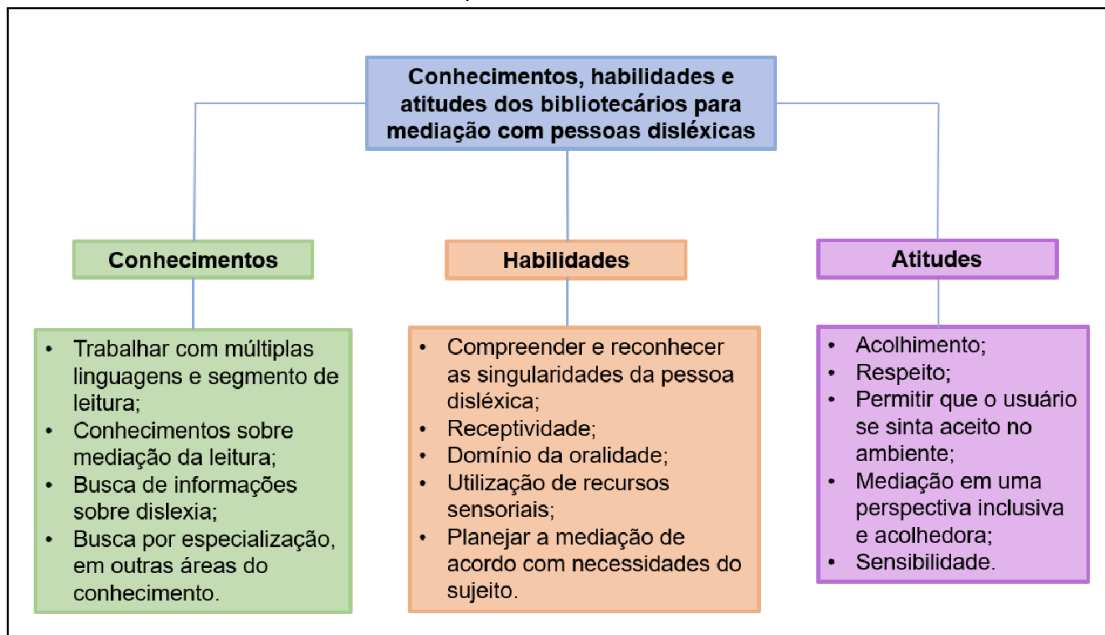 Conhecimentos, habilidades e
atitudes dos bibliotecários para
mediação com pessoas disléxicas
Conhecimentos
• Trabalhar com múltiplas
linguagens e segmento de
leitura;
• Conhecimentos sobre
mediação da leitura;
• Busca de informações
sobre dislexia;
• Busca por especialização,
em outras áreas do
conhecimento.
Habilidades
• Compreender e reconhecer
as singularidades da pessoa
disléxica;
• Receptividade;
• Domínio da oralidade;
• Utilização de recursos
sensoriais;
• Planejar a mediação de
acordo com necessidades do
sujeito.
Atitudes
• Acolhimento;
• Respeito;
• Permitir que o usuário
se sinta aceito no
ambiente;
• Mediação em uma
perspectiva inclusiva
e acolhedora;
• Sensibilidade.